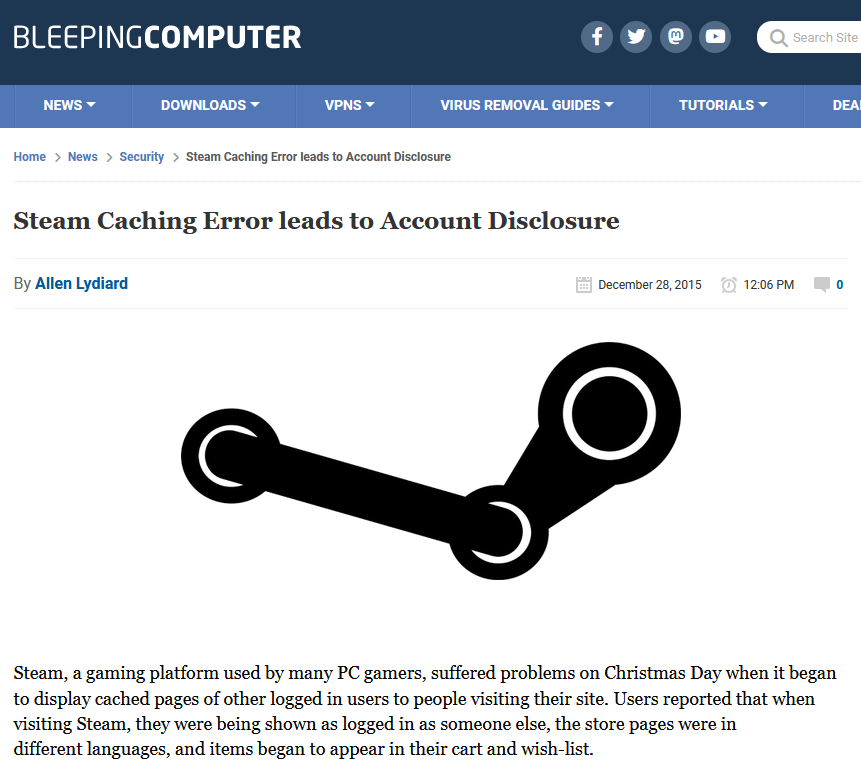 BLEEPINGCOMPUTER
Search Site
NEWS DOWNLOADS VPNS VIRUS REMOVAL GUIDES TUTORIALS
Home > News > Security > Steam Caching Error leads to Account Disclosure
Steam Caching Error leads to Account Disclosure
By Allen Lydiard December 28, 2015 12:06 PM 0
Steam, a gaming platform used by many PC gamers, suffered problems on Christmas Day when it began
to display cached pages of other logged in users to people visiting their site. Users reported that when
visiting Steam, they were being shown as logged in as someone else, the store pages were in
different languages, and items began to appear in their cart and wish-list.